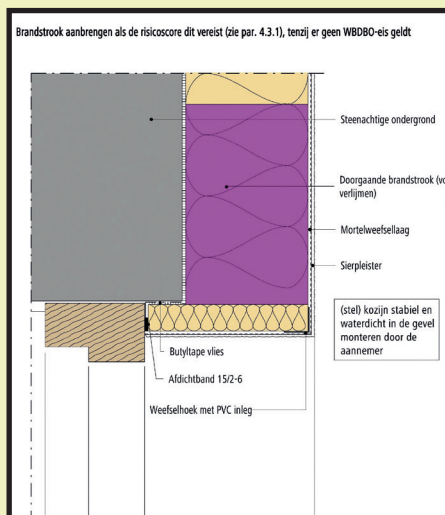 Brandstrook aanbrengen als de risicoscore dit vereist (zie par. 4.3.1), tenzij er geen WBDBO-eis geldt
Steenachtige ondergrond
Doorgaande brandstrook
verlijmen)
Mortelweefsellaag
Sierpleister
(stel) kozijn stabiel en
waterdicht in de gevel
monteren door de
aannemer
Butyltape vlies
Afdichtband 15/2-6
Weefselhoek met PVC inleg